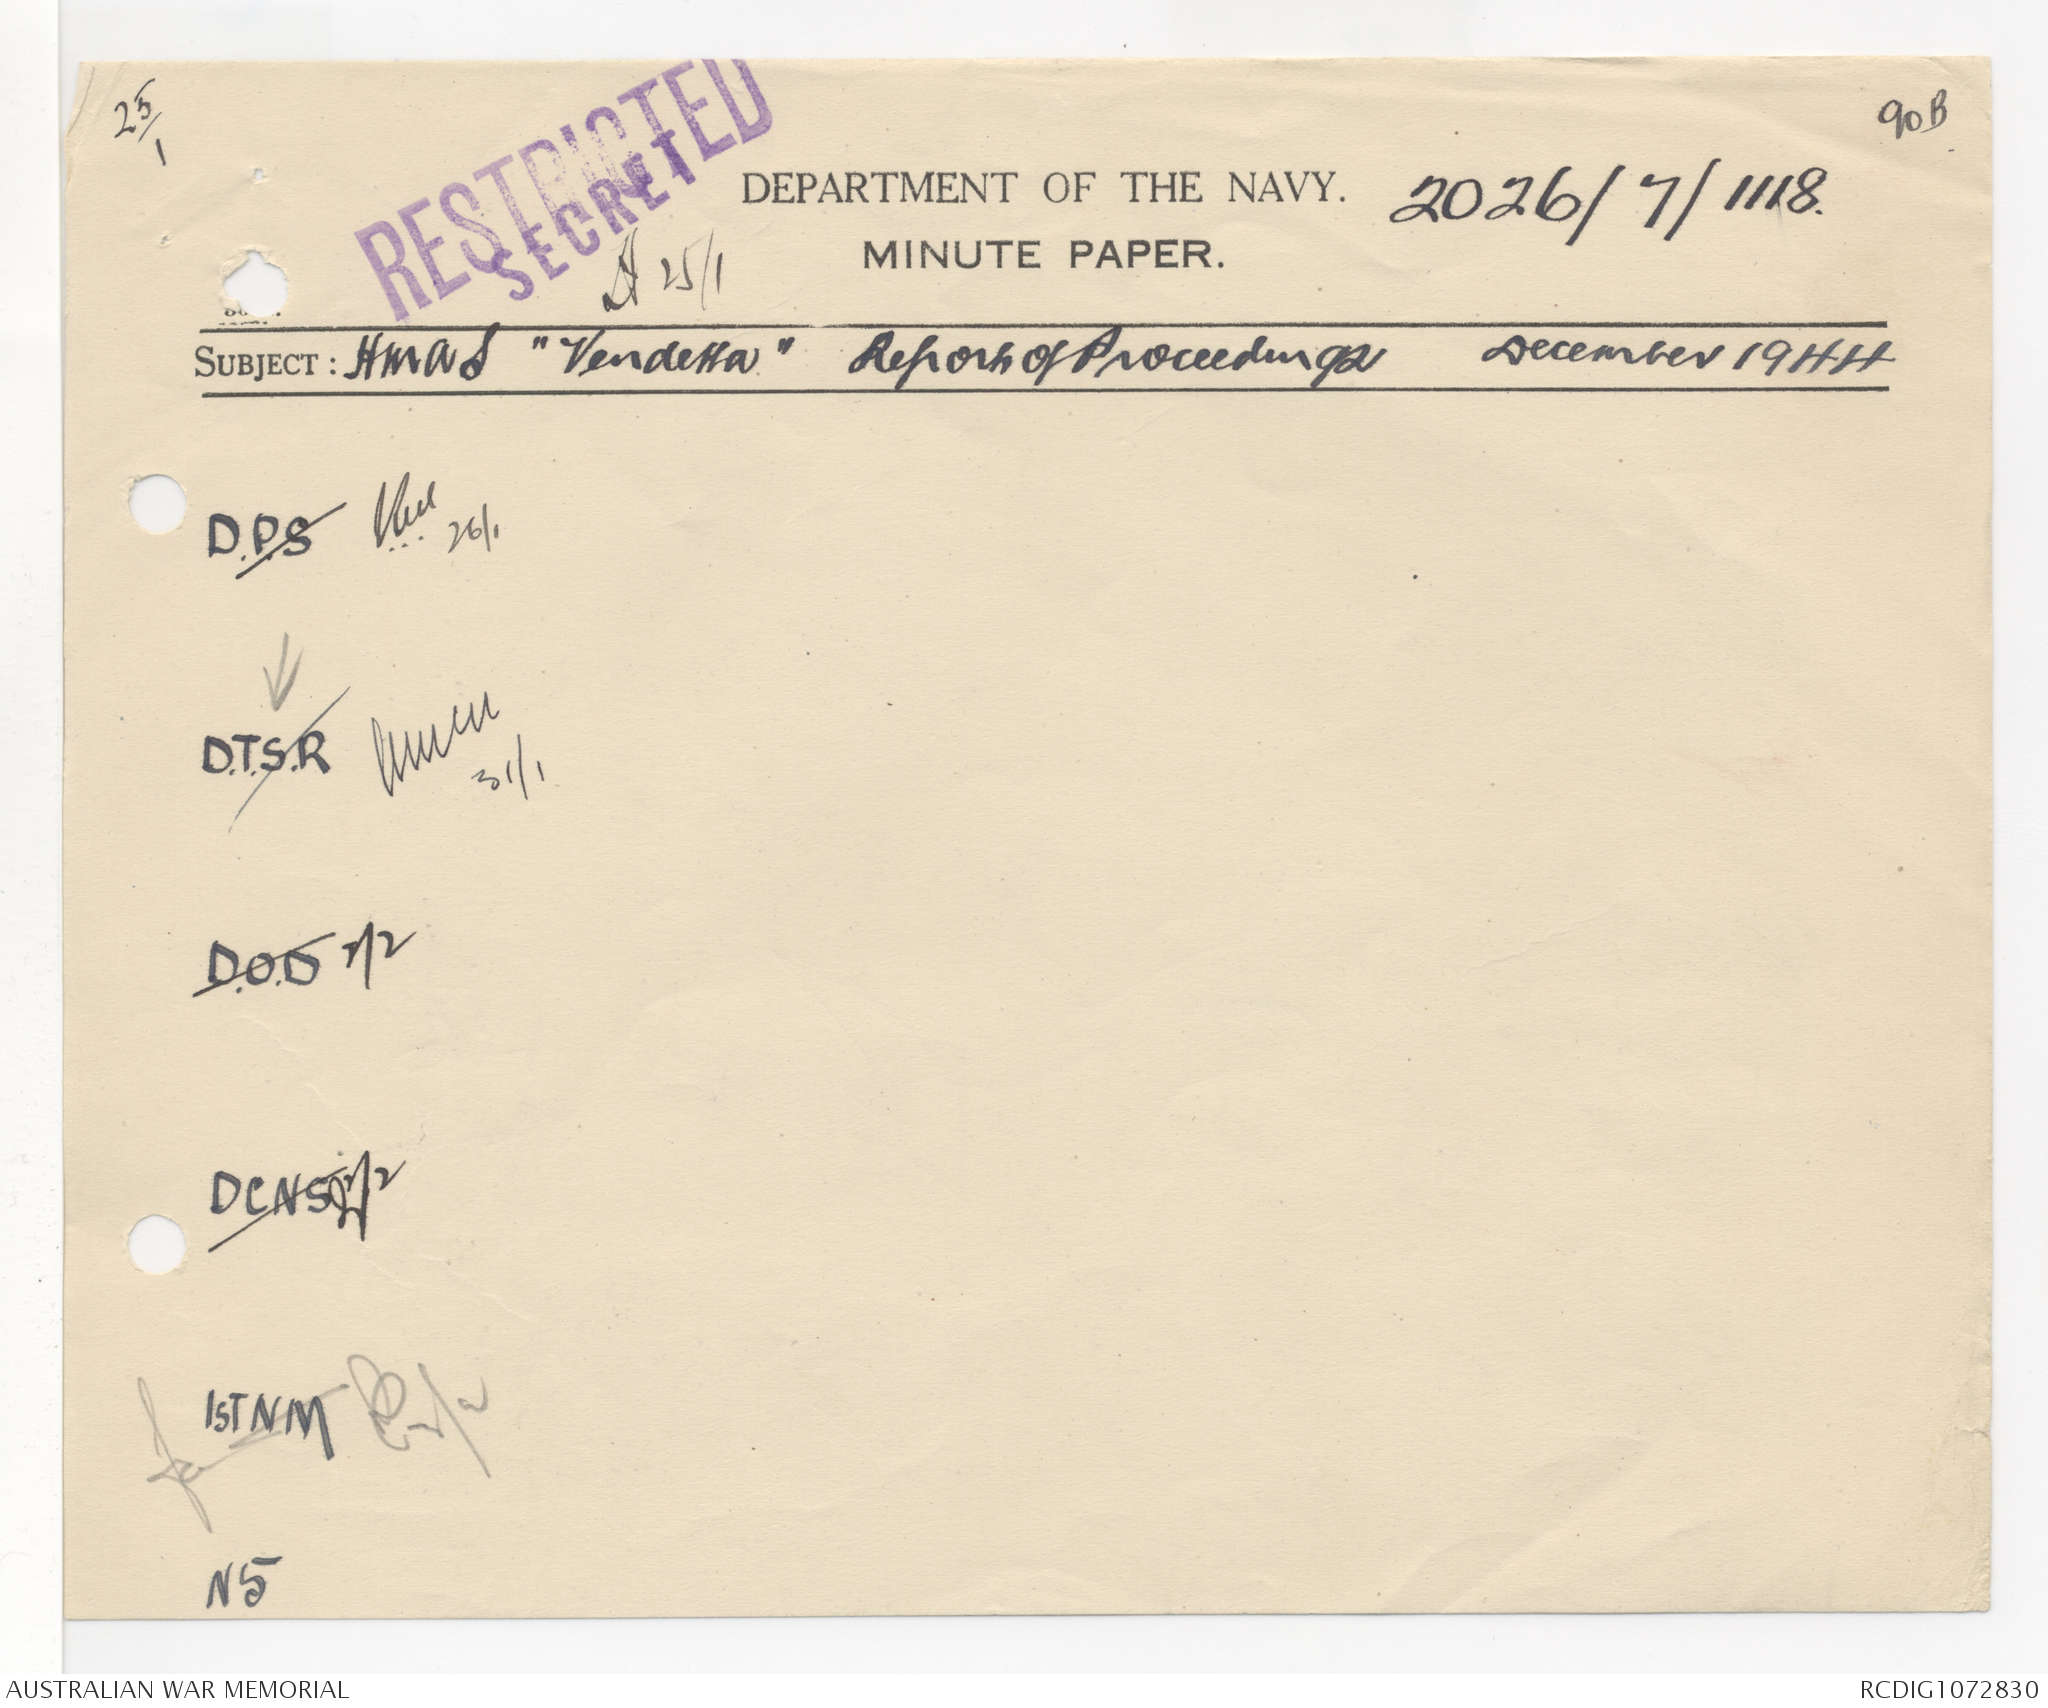 25/1
90B
RESTRICTED
SECRET
DEPARTMENT OF THE NAVY. 2026/7/1118.
25/1
MINUTE PAPER.
SUBJECT: HMAS "Vendetta" Report of Proceedings December 1944
D.P.S 26/1
D.T.S.R 31/1
D.O.D 2/2
DCNS 2/2
1ST NM
N5
AUSTRALIAN WAR MEMORIAL RCDIG1072830